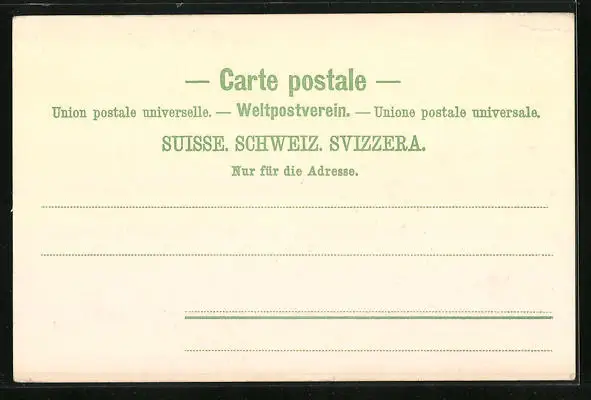 — Carte postale —
Union postale universelle. — Weltpostverein. — Unione postale universale.
SUISSE. SCHWEIZ. SVIZZERA.
Nur für die Adresse.